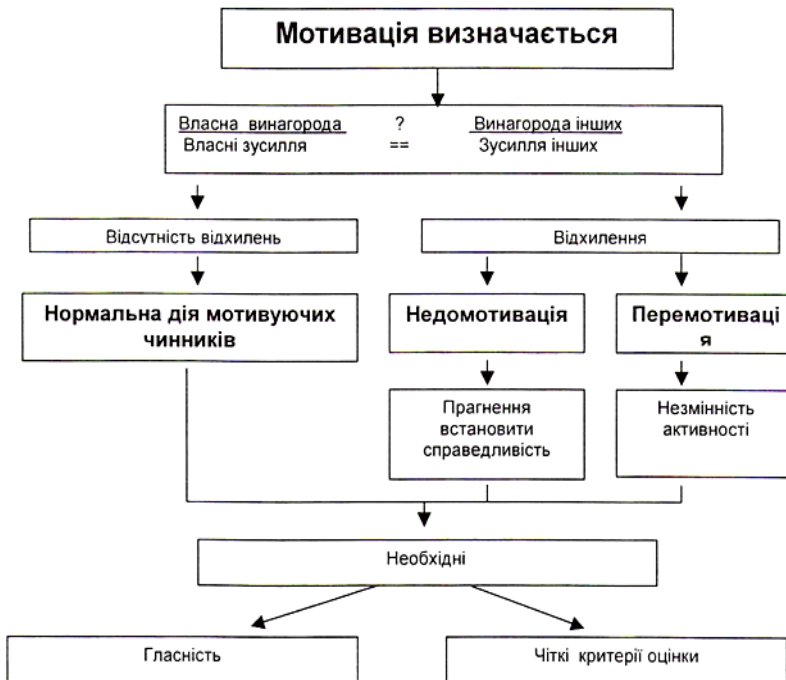 Мотивація визначається
Власна винагорода ? Винагорода інших
Власні зусилля == Зусилля інших
Відсутність відхилень
Відхилення
Нормальна дія мотивуючих
чинників
Недомотивація
Перемотиваці
я
Прагнення
встановити
справедливість
Незмінність
активності
Необхідні
Гласність
Чіткі критерії оцінки